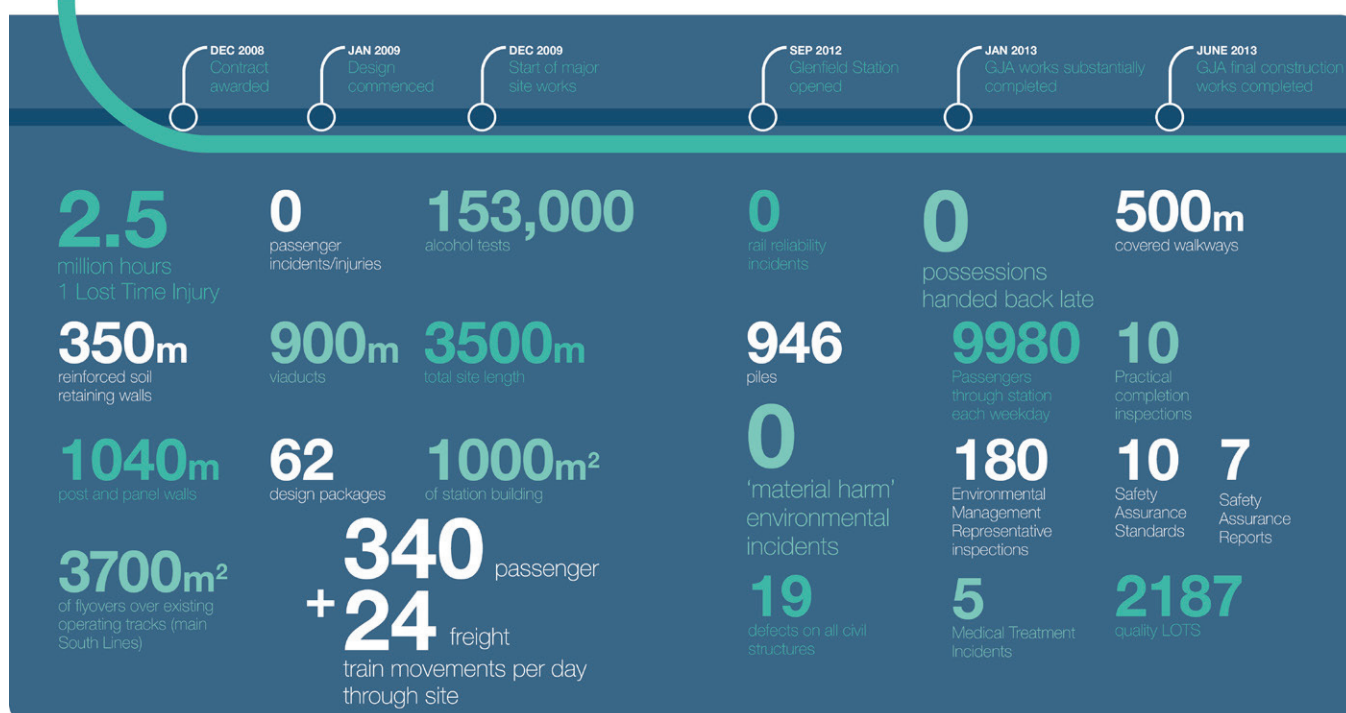 DEC 2008
Contract
awarded
JAN 2009
Design
commenced
DEC 2009
Start of major
site works
SEP 2012
Glenfield Station
opened
JAN 2013
GJA works substantially
completed
JUNE 2013
GJA final construction
works completed
2.5
million hours
1 Lost Time Injury
0
passenger
incidents/injuries
153,000
alcohol tests
0
rail reliability
incidents
0
possessions
handed back late
500m
covered walkways
350m
reinforced soil
retaining walls
900m
viaducts
3500m
total site length
946
piles
9980
Passengers
through station
each weekday
10
Practical
completion
inspections
1040m
post and panel walls
62
design packages
1000m²
of station building
0
'material harm'
environmental
incidents
180
Environmental
Management
Representative
inspections
10
Safety
Assurance
Standards
7
Safety
Assurance
Reports
3700m²
of flyovers over existing
operating tracks (main
South Lines)
340 passenger
+24 freight
train movements per day
through site
19
defects on all civil
structures
5
Medical Treatment
Incidents
2187
quality LOTS